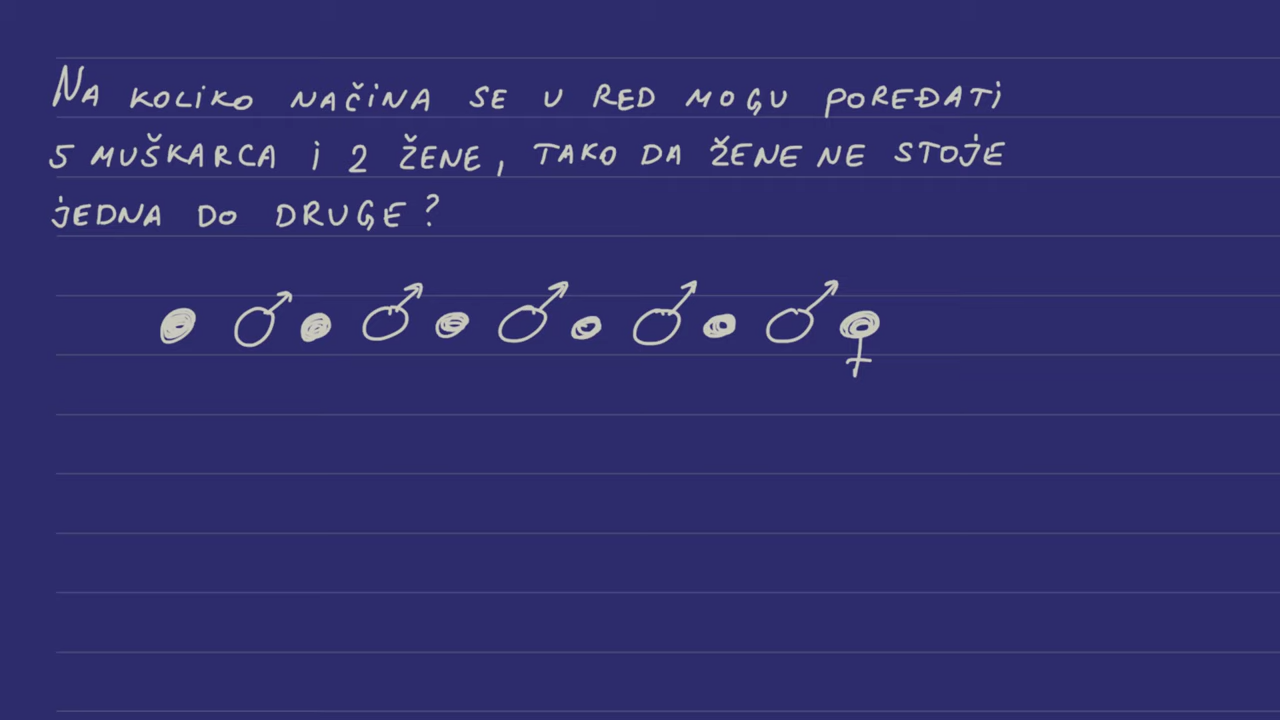 Na koliko načina se u red mogu poređati
5 muškarca i 2 žene, tako da žene ne stoje
jedna do druge?